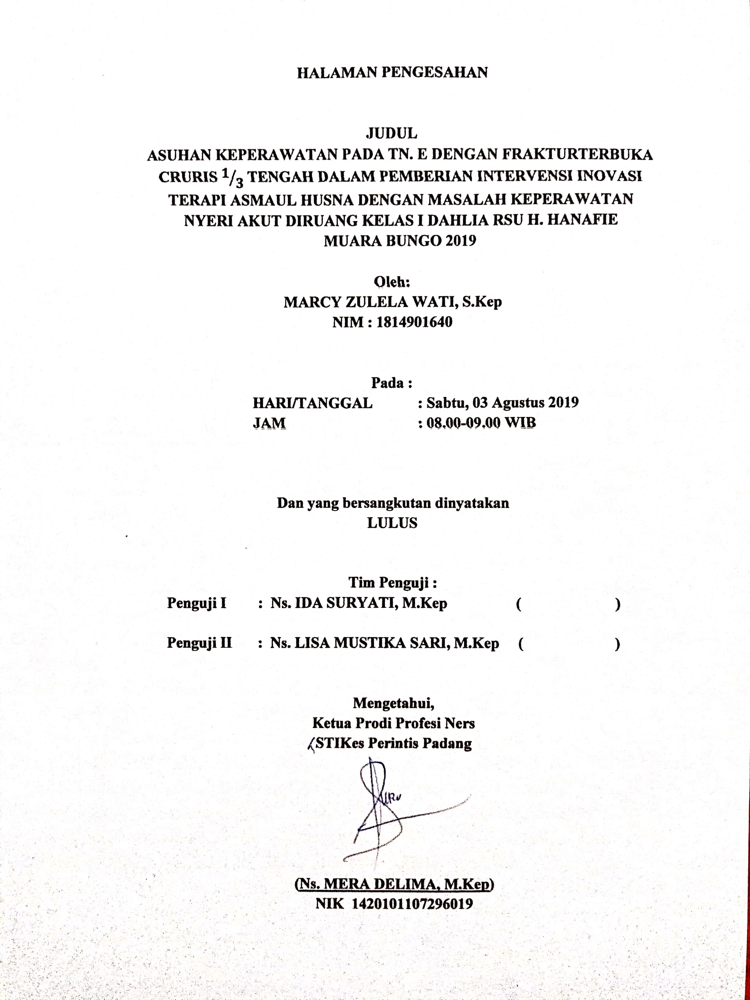 HALAMAN PENGESAHAN
JUDUL
ASUHAN KEPERAWATAN PADA TN. E DENGAN FRAKTURTERBUKA
CRURIS 1/3 TENGAH DALAM PEMBERIAN INTERVENSI INOVASI
TERAPI ASMAUL HUSNA DENGAN MASALAH KEPERAWATAN
NYERI AKUT DIRUANG KELAS I DAHLIA RSU H. HANAFIE
MUARA BUNGO 2019
Oleh:
MARCY ZULELA WATI, S.Kep
NIM : 1814901640
Pada :
HARI/TANGGAL : Sabtu, 03 Agustus 2019
JAM : 08.00-09.00 WIB
Dan yang bersangkutan dinyatakan
LULUS
Tim Penguji :
Penguji I : Ns. IDA SURYATI, M.Kep ( )
Penguji II : Ns. LISA MUSTIKA SARI, M.Kep ( )
Mengetahui,
Ketua Prodi Profesi Ners
STIKes Perintis Padang
(Ns. MERA DELIMA, M.Kep)
NIK 1420101107296019